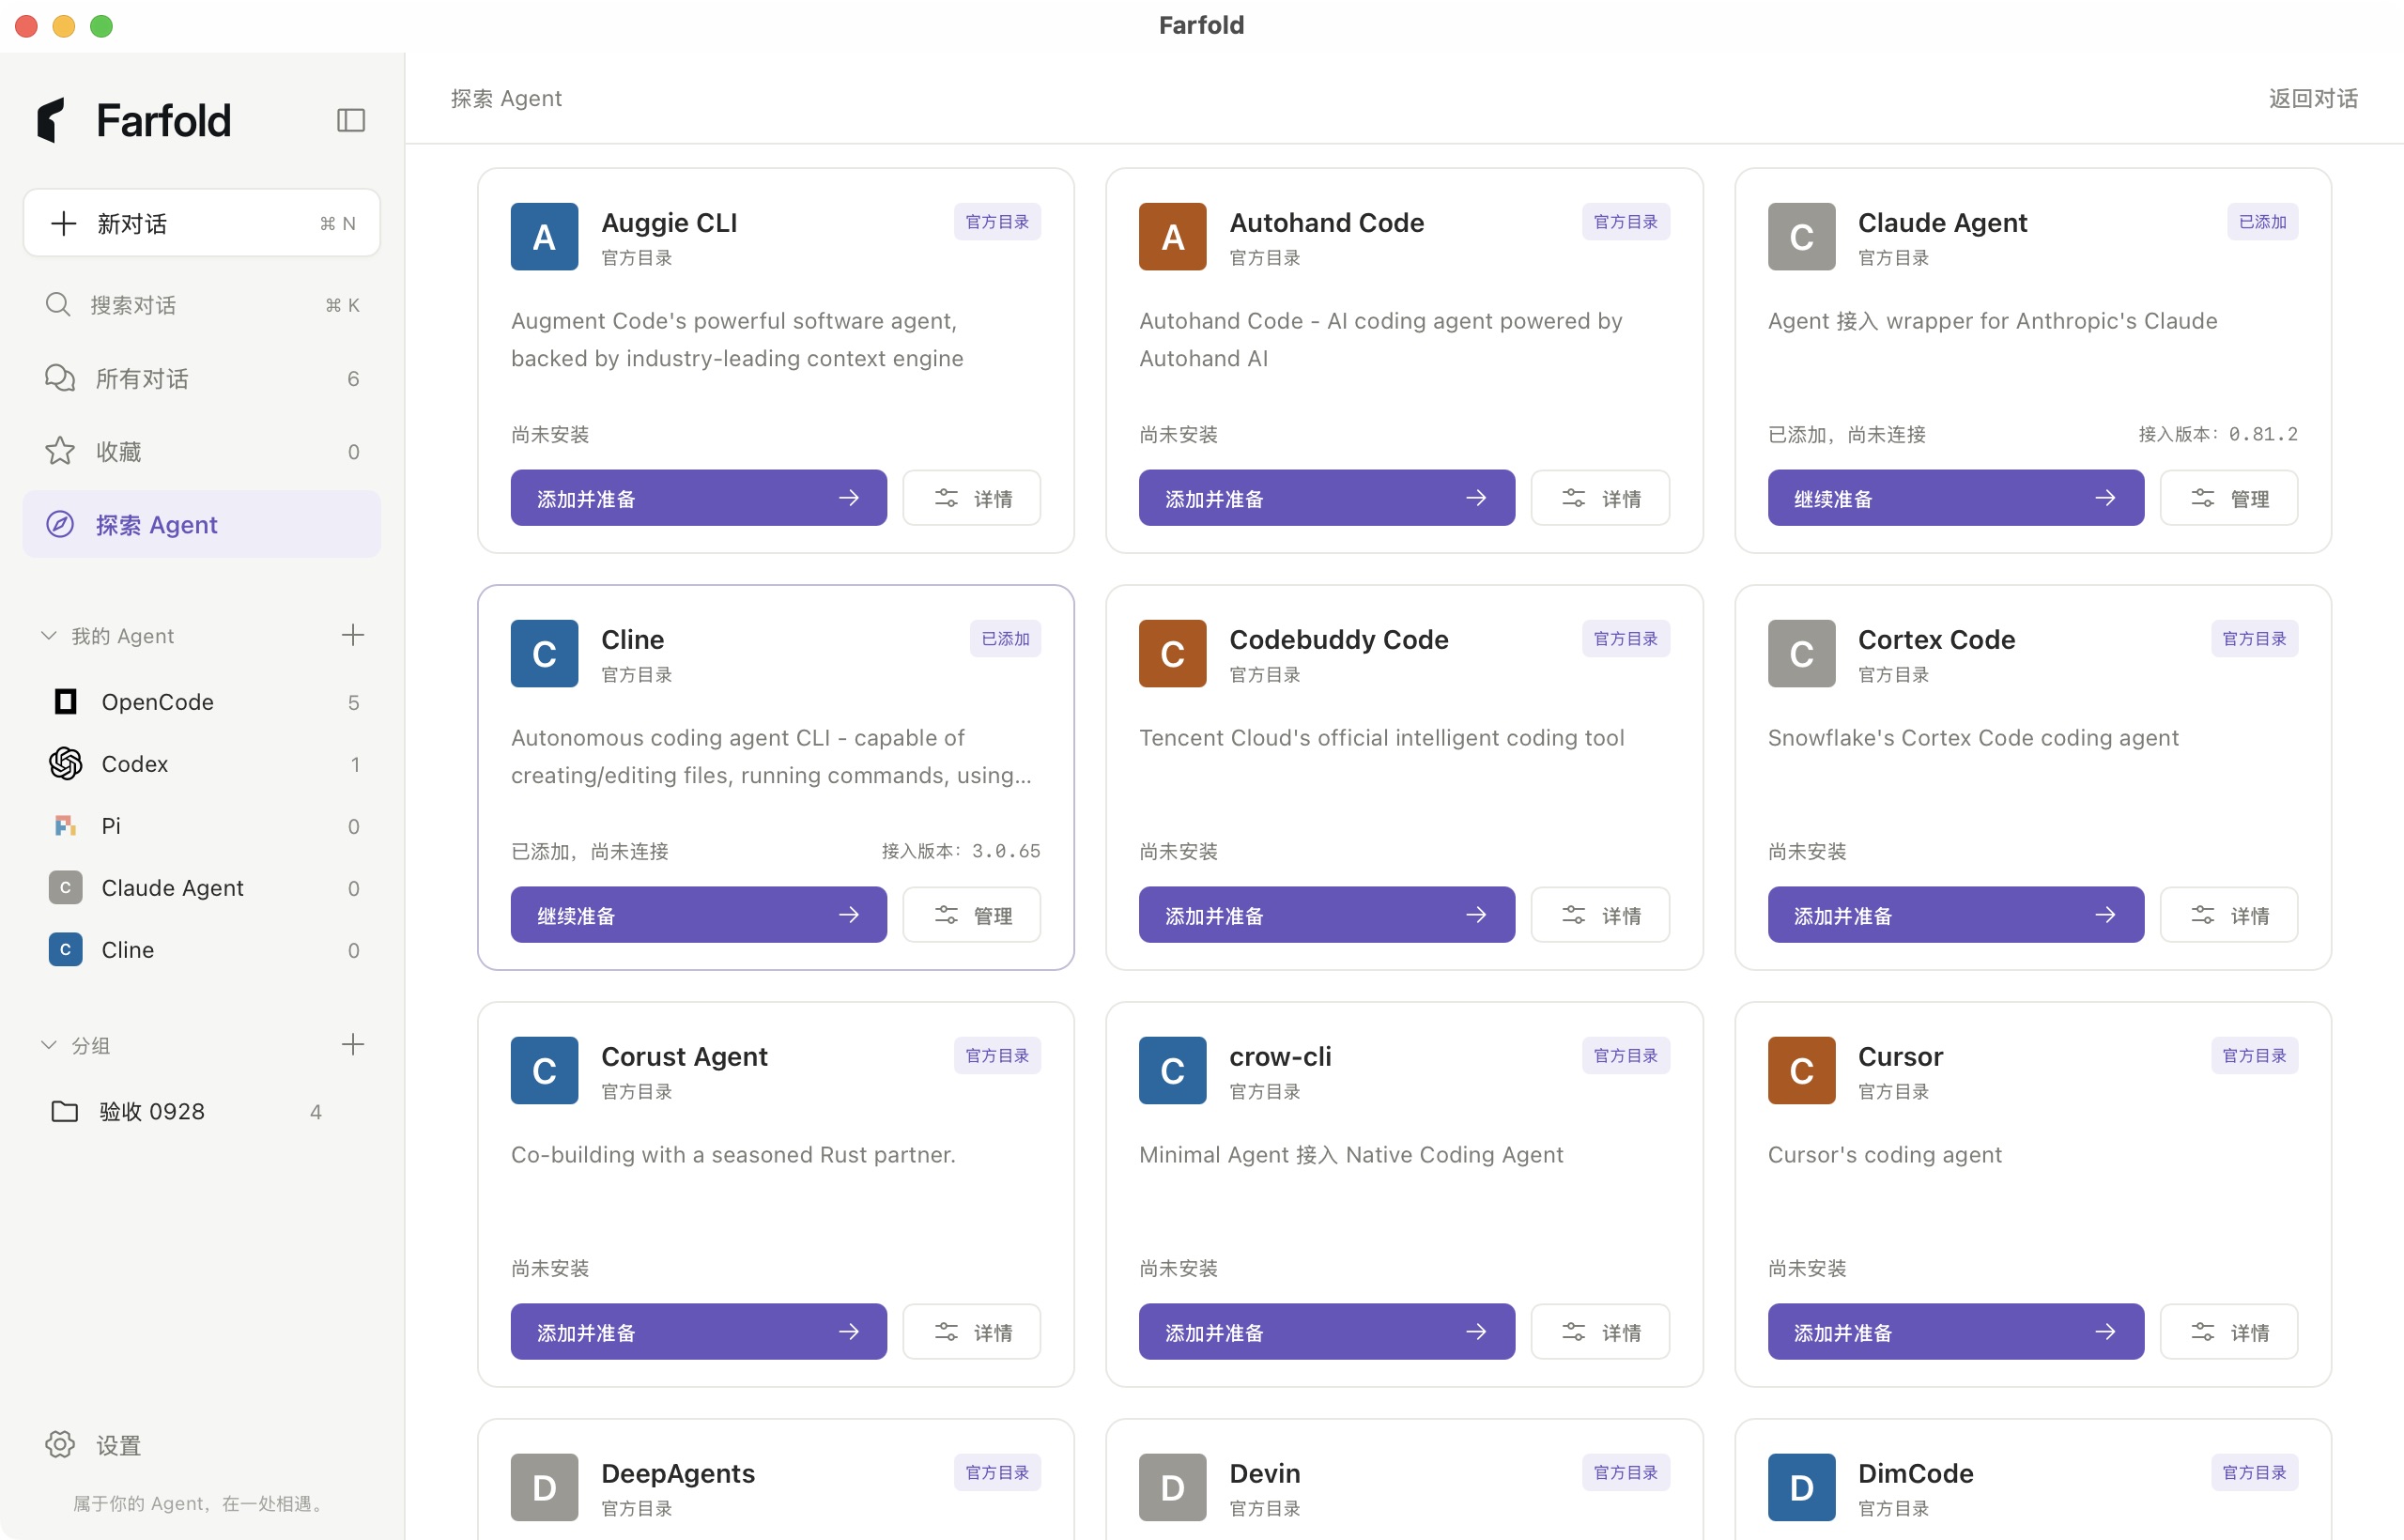 Farfold
Farfold
新对话
⌘ N
搜索对话
⌘ K
所有对话
6
收藏
0
探索 Agent
我的 Agent
OpenCode
5
Codex
1
Pi
0
C
Claude Agent
0
C
Cline
0
分组
验收 0928
4
设置
属于你的 Agent，在一处相遇。
探索 Agent
返回对话
A
Auggie CLI
官方目录
官方目录
Augment Code's powerful software agent,
backed by industry-leading context engine
尚未安装
添加并准备
详情
A
Autohand Code
官方目录
官方目录
Autohand Code - AI coding agent powered by
Autohand AI
尚未安装
添加并准备
详情
C
Claude Agent
已添加
官方目录
Agent 接入 wrapper for Anthropic's Claude
已添加，尚未连接
接入版本：0.81.2
继续准备
管理
C
Cline
已添加
官方目录
Autonomous coding agent CLI - capable of
creating/editing files, running commands, using...
已添加，尚未连接
接入版本：3.0.65
继续准备
管理
C
Codebuddy Code
官方目录
官方目录
Tencent Cloud's official intelligent coding tool
尚未安装
添加并准备
详情
C
Cortex Code
官方目录
官方目录
Snowflake's Cortex Code coding agent
尚未安装
添加并准备
详情
C
Corust Agent
官方目录
官方目录
Co-building with a seasoned Rust partner.
尚未安装
添加并准备
详情
C
crow-cli
官方目录
官方目录
Minimal Agent 接入 Native Coding Agent
尚未安装
添加并准备
详情
C
Cursor
官方目录
官方目录
Cursor's coding agent
尚未安装
添加并准备
详情
D
DeepAgents
官方目录
官方目录
D
Devin
官方目录
官方目录
D
DimCode
官方目录
官方目录